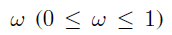 ω (0 ≤ ω ≤ 1)